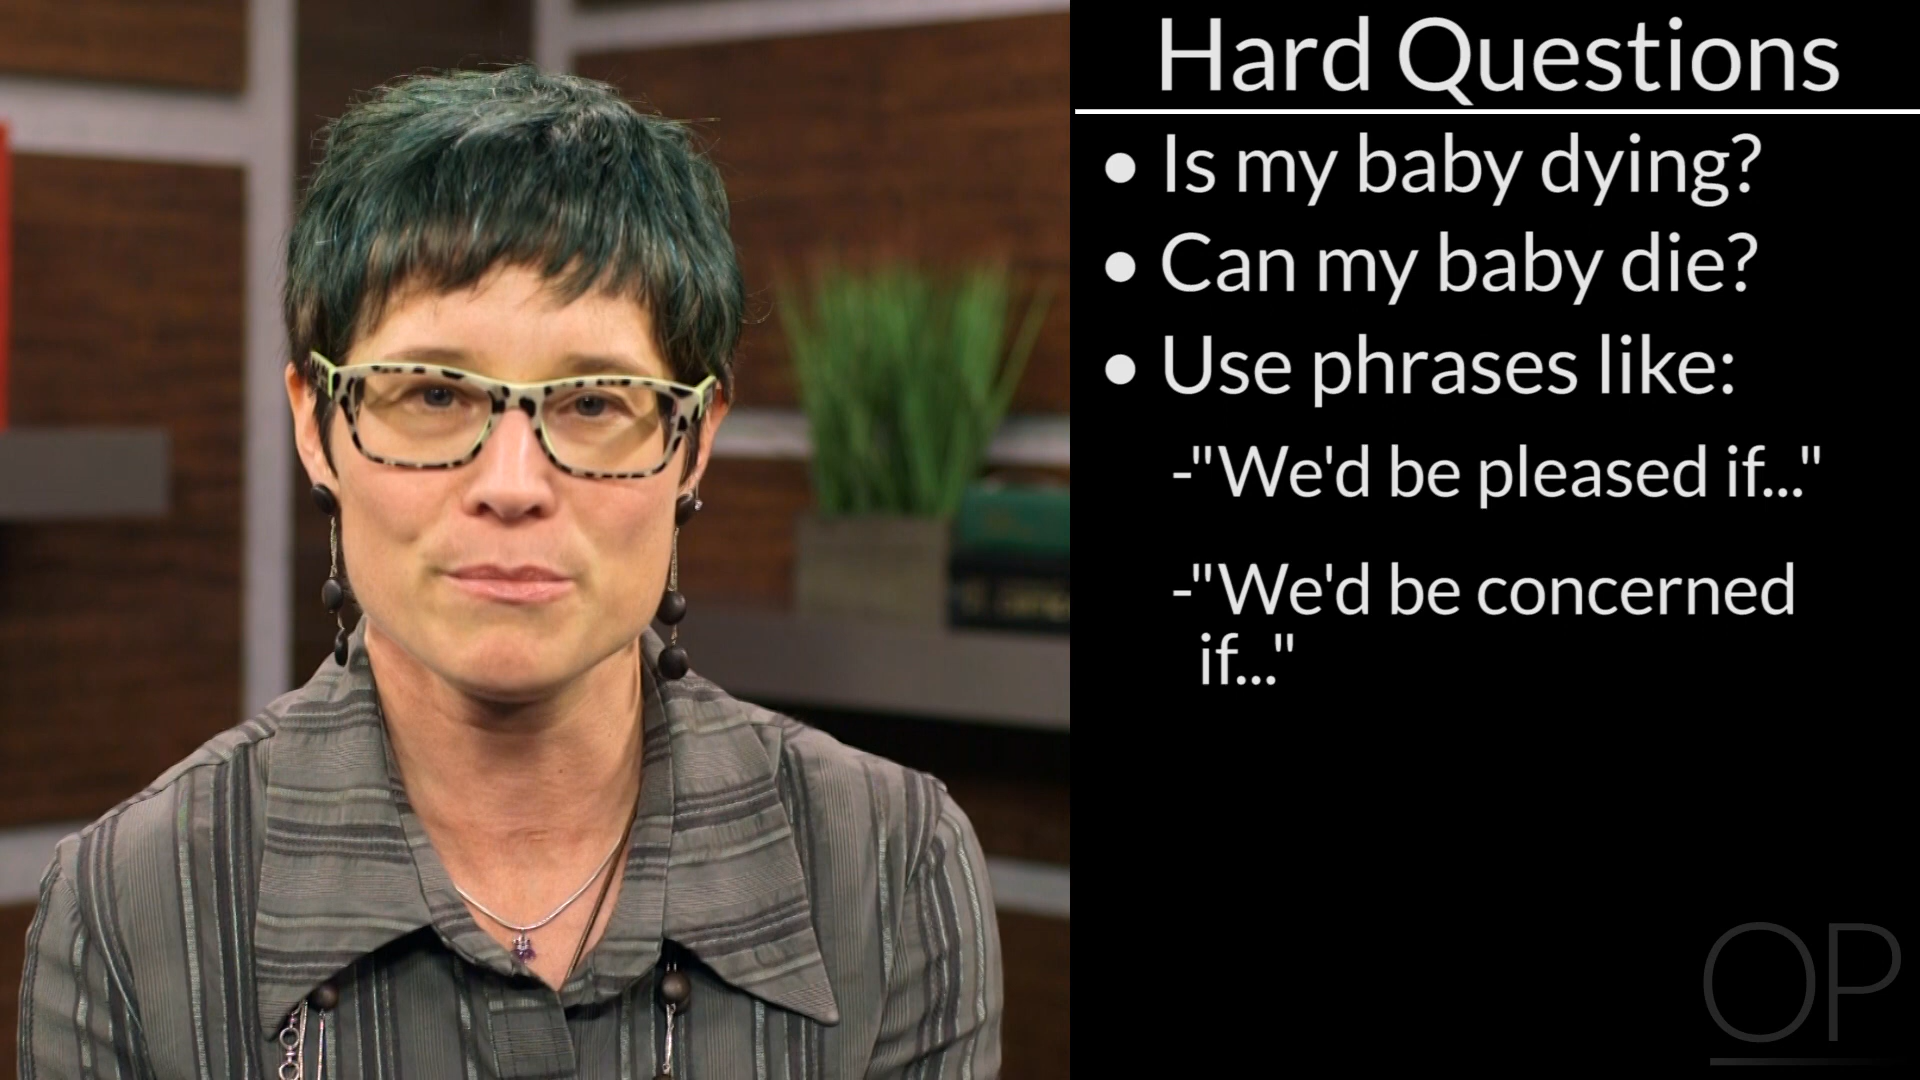 Hard Questions
• Is my baby dying?
• Can my baby die?
• Use phrases like:
-"We'd be pleased if..."
-"We'd be concerned
if..."
OP